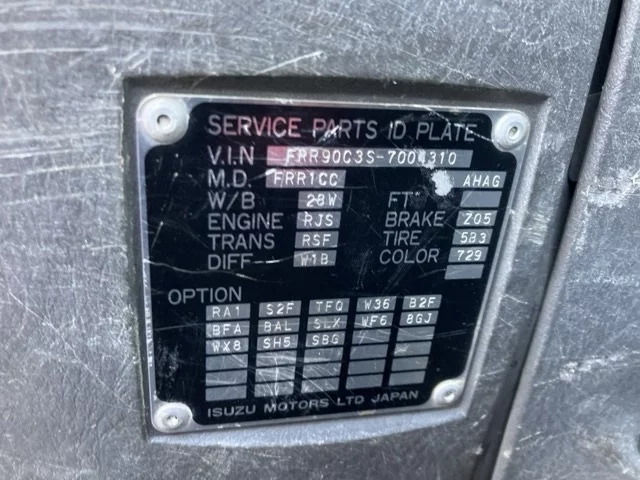 SERVICE PARTS ID PLATE
V.I.N FRR90C3S-7004310
M.D. FRR1CC AHAG
W/B 28W FT
ENGINE RJS BRAKE Z05
TRANS RSF TIRE 5B3
DIFF W1B COLOR 729
OPTION
RA1 S2F TFQ W36 B2F
BFA BAL SLX WF6 8GJ
WX8 SH5 SBG
ISUZU MOTORS LTD JAPAN